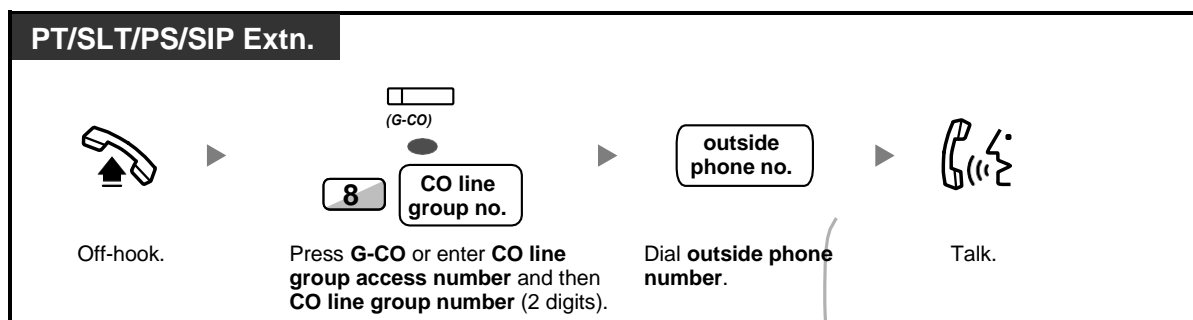 PT/SLT/PS/SIP Extn.
(G-CO)
8
CO line
group no.
outside
phone no.
Off-hook.
Press G-CO or enter CO line
group access number and then
CO line group number (2 digits).
Dial outside phone
number.
Talk.